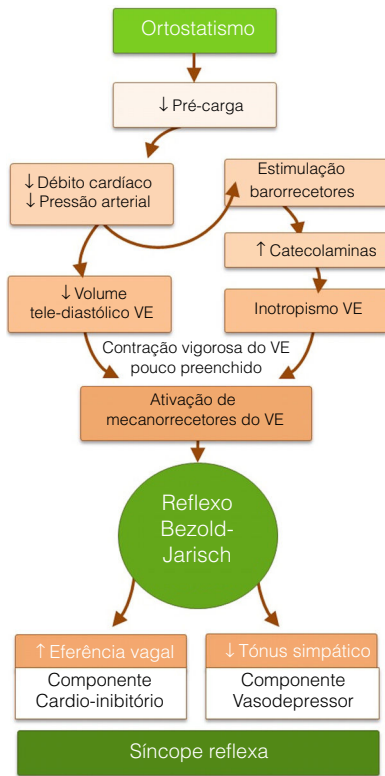 Ortostatismo
↓ Pré-carga
↓ Débito cardíaco
↓ Pressão arterial
Estimulação
barorrecetores
↑ Catecolaminas
↓ Volume
tele-diastólico VE
Inotropismo VE
Contração vigorosa do VE
pouco preenchido
Ativação de
mecanorrecetores do VE
Reflexo
Bezold-
Jarisch
↑ Eferência vagal
Componente
Cardio-inibitório
↓ Tónus simpático
Componente
Vasodepressor
Síncope reflexa